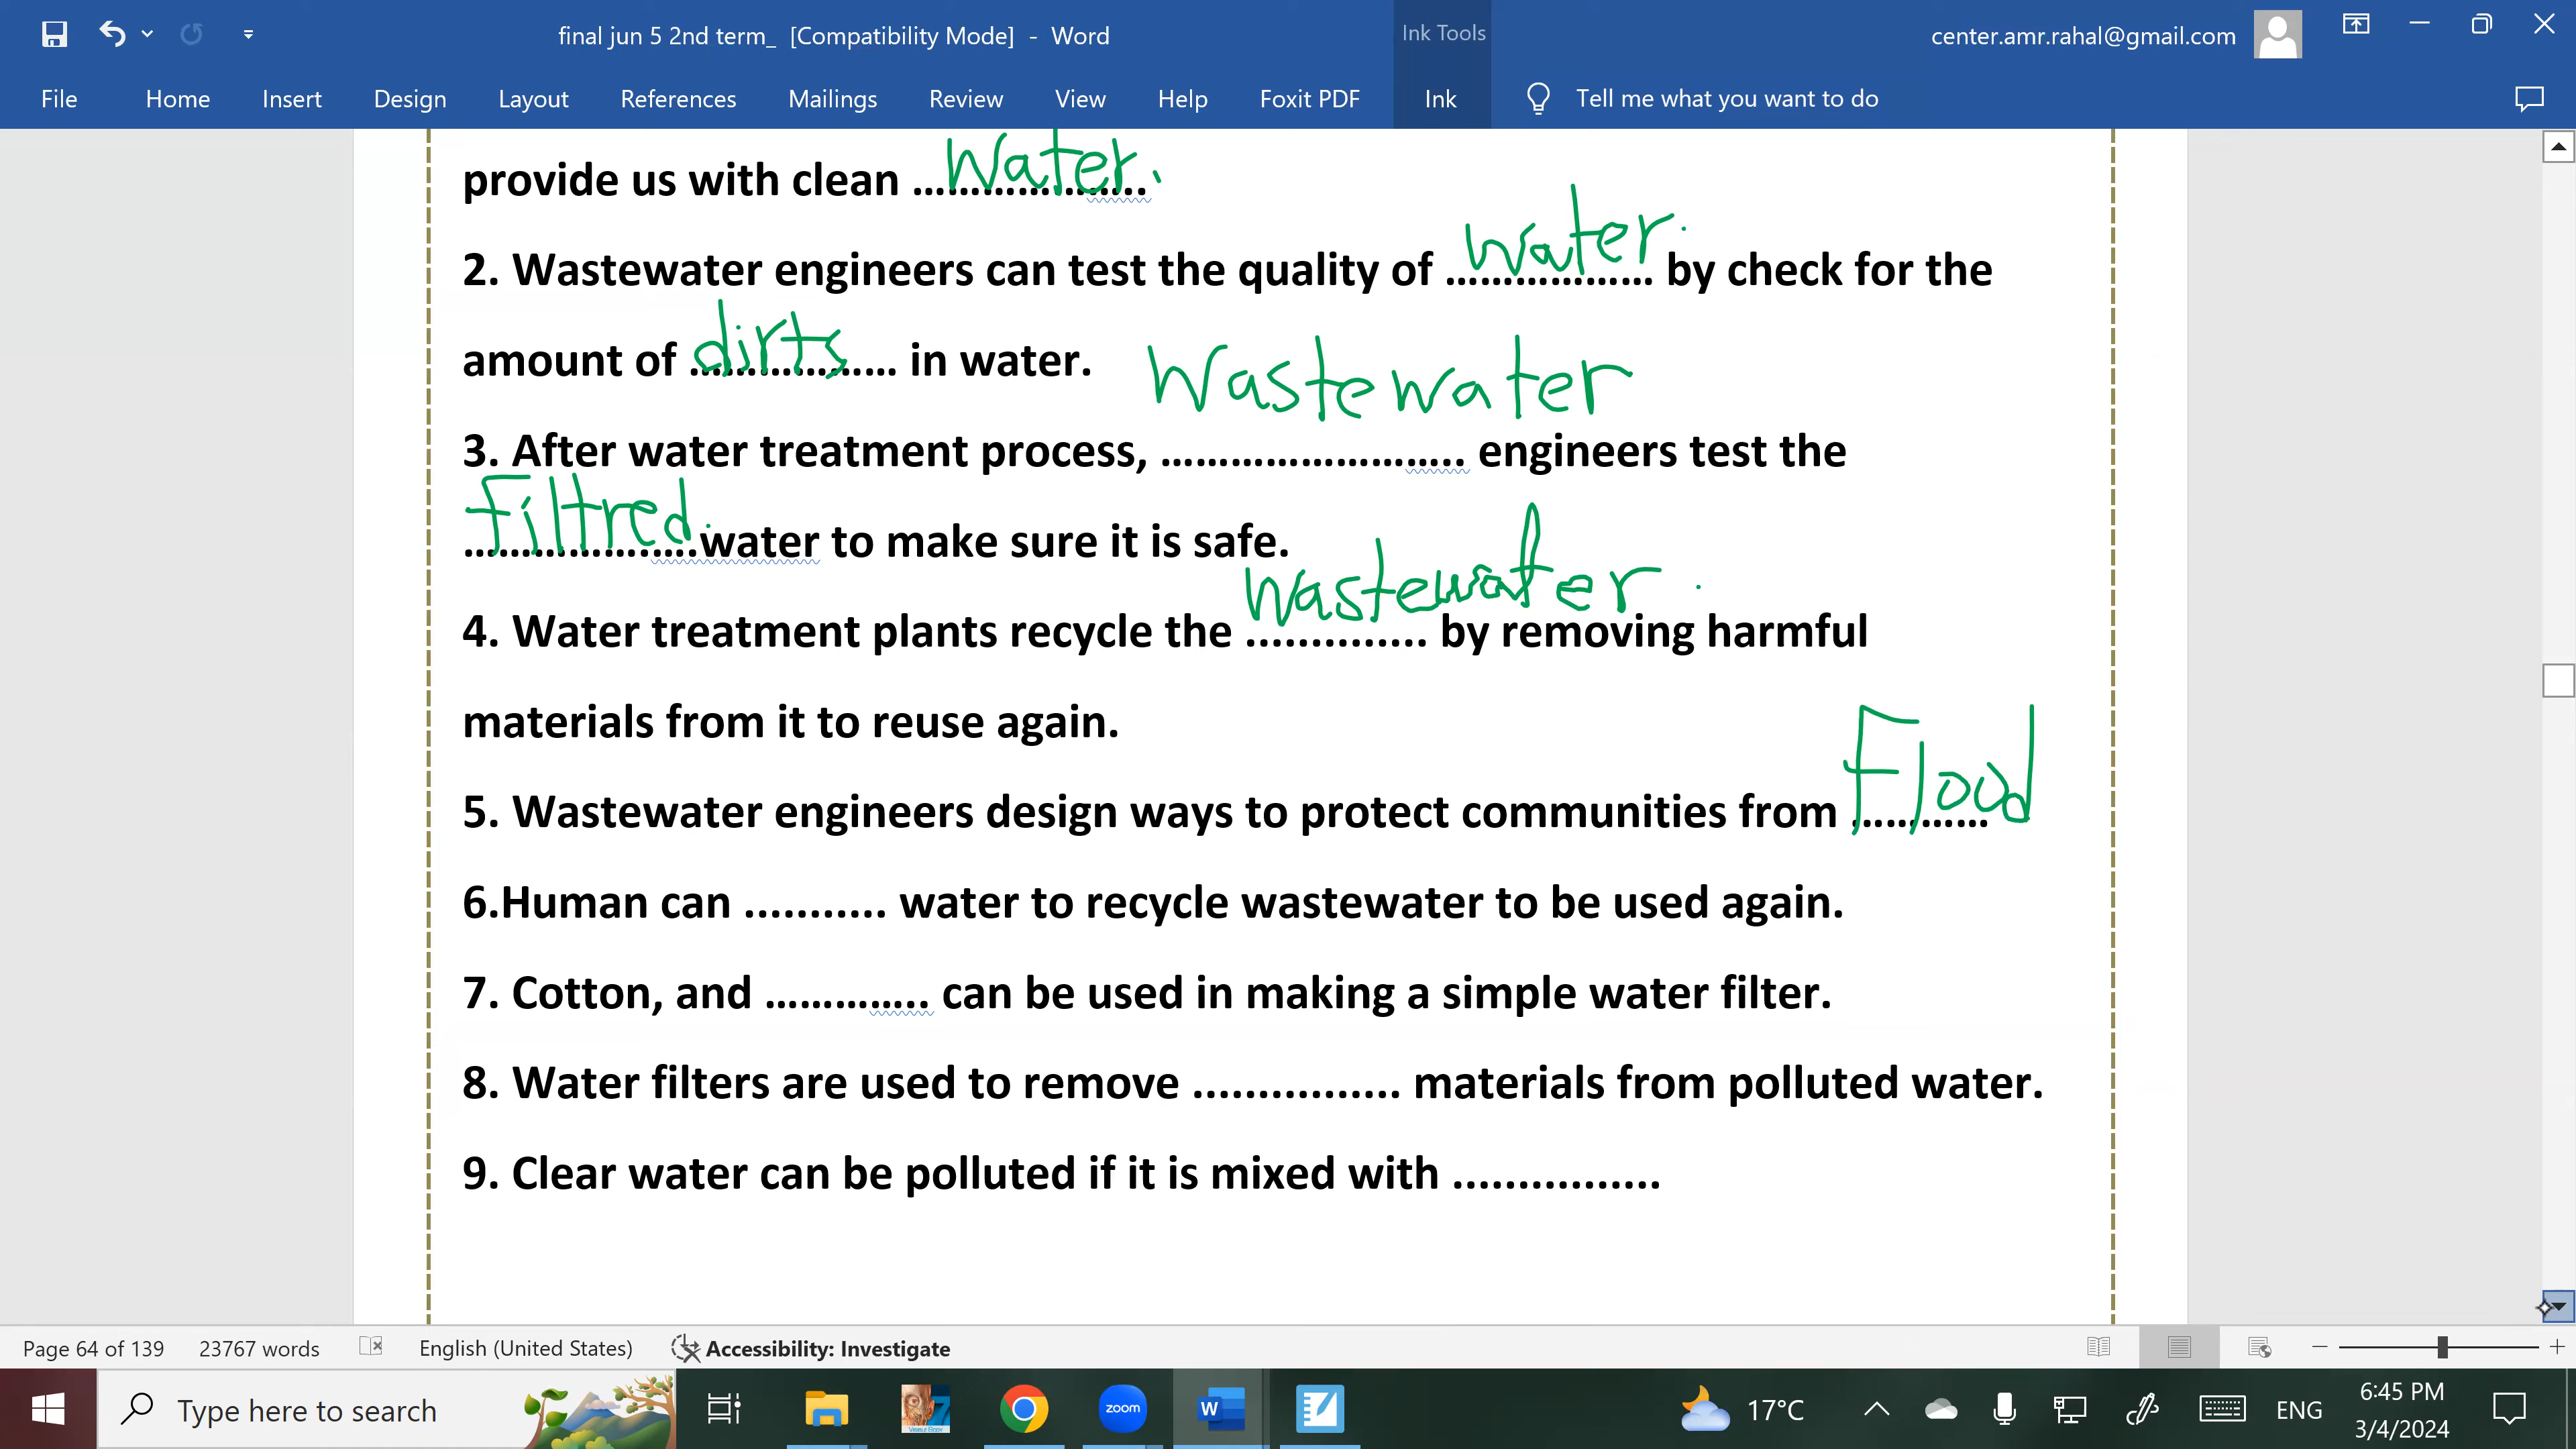 final jun 5 2nd term_ [Compatibility Mode] - Word
Ink Tools
center.amr.rahal@gmail.com
File Home Insert Design Layout References Mailings Review View Help Foxit PDF Ink Tell me what you want to do
provide us with clean ........................ Water.
2. Wastewater engineers can test the quality of ..................... water. by check for the
amount of ..................... dirts in water.
Wastewater
3. After water treatment process, ............................. engineers test the
Filtred. ........................water to make sure it is safe.
wastewater.
4. Water treatment plants recycle the .............. by removing harmful
materials from it to reuse again.
5. Wastewater engineers design ways to protect communities from ............ Flood
6.Human can ........... water to recycle wastewater to be used again.
7. Cotton, and ................ can be used in making a simple water filter.
8. Water filters are used to remove ................ materials from polluted water.
9. Clear water can be polluted if it is mixed with ................
Page 64 of 139 23767 words English (United States) Accessibility: Investigate
Type here to search zoom W 17°C ENG 6:45 PM
3/4/2024